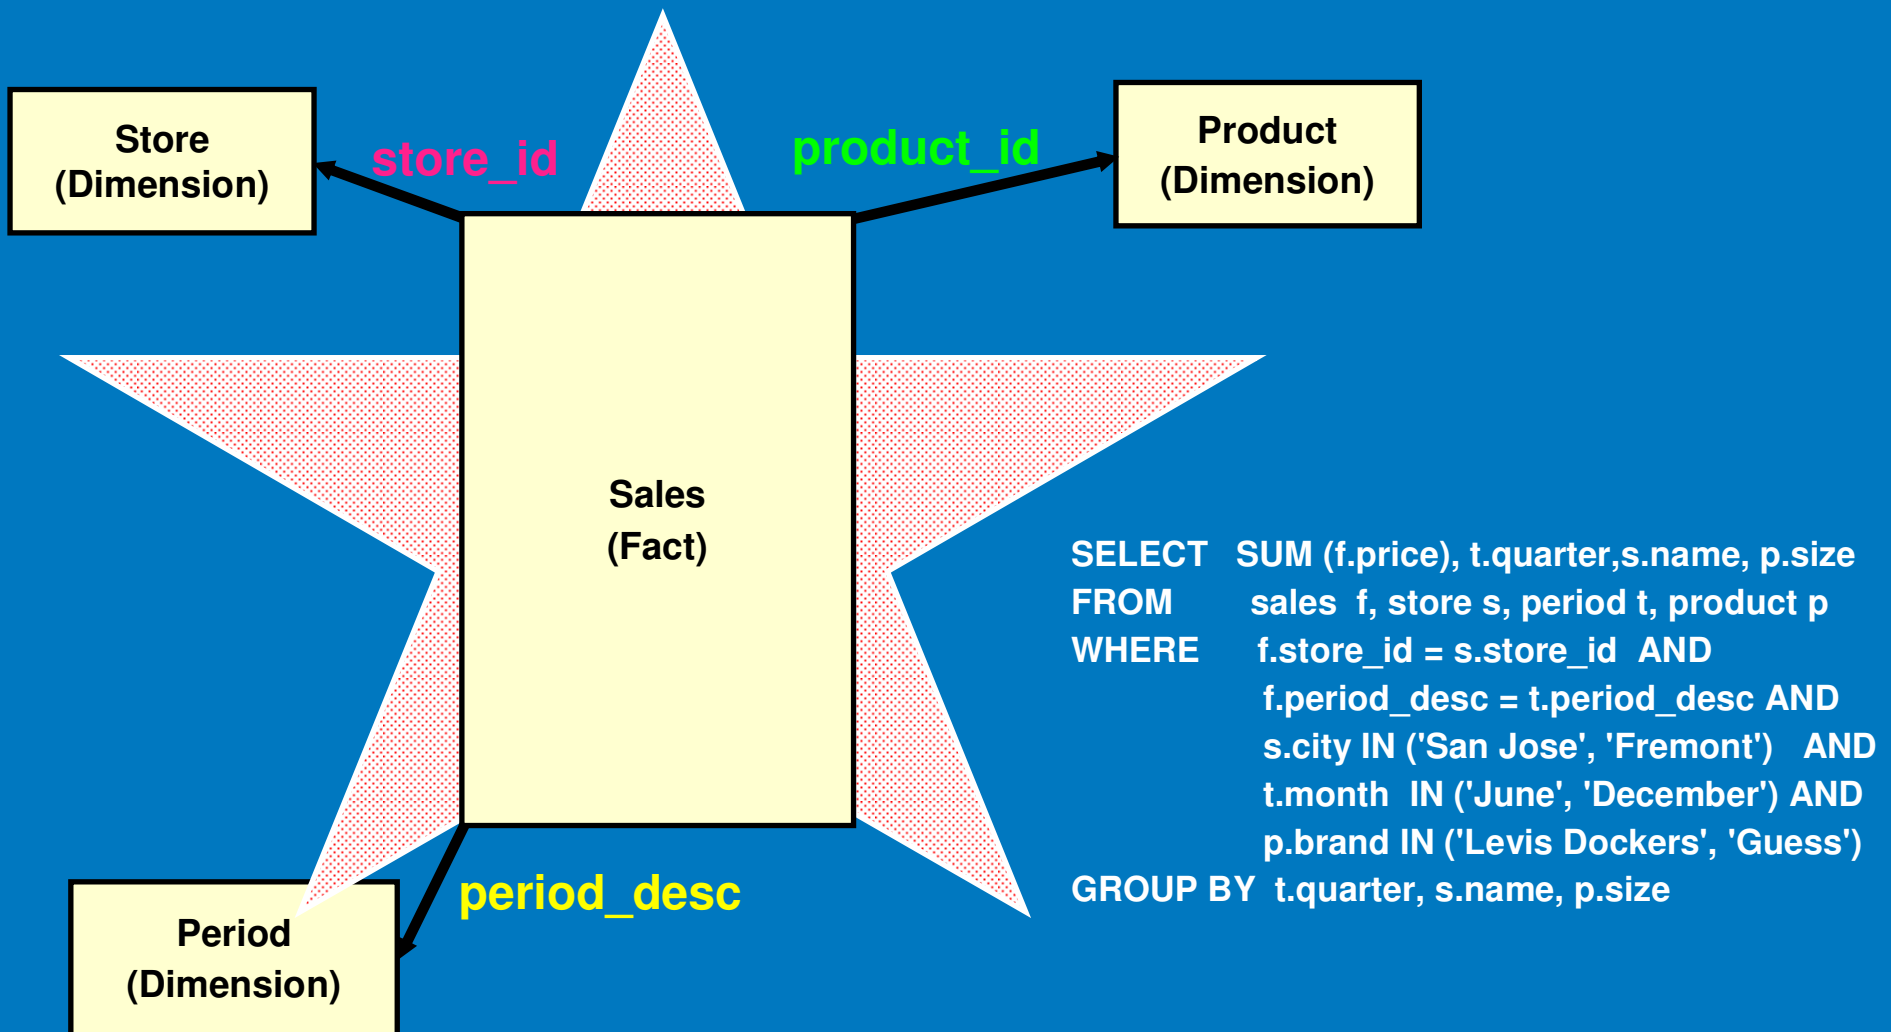 Store
(Dimension)
store_id
product_id
Product
(Dimension)
Sales
(Fact)
SELECT SUM (f.price), t.quarter,s.name, p.size
FROM sales f, store s, period t, product p
WHERE f.store_id = s.store_id AND
f.period_desc = t.period_desc AND
s.city IN ('San Jose', 'Fremont') AND
t.month IN ('June', 'December') AND
p.brand IN ('Levis Dockers', 'Guess')
GROUP BY t.quarter, s.name, p.size
period_desc
Period
(Dimension)